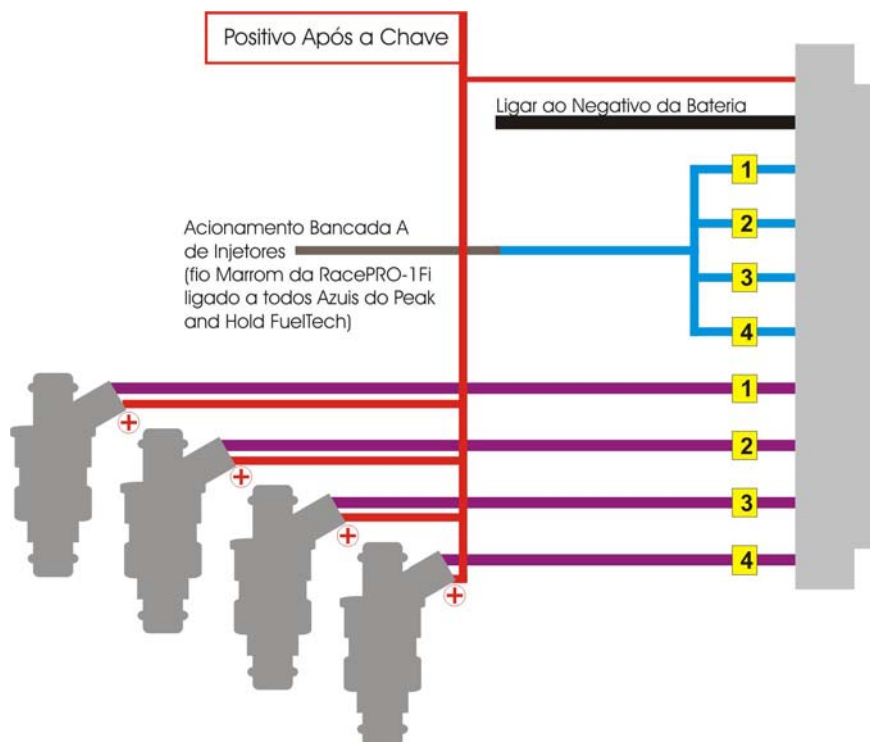 Positivo Após a Chave
Ligar ao Negativo da Bateria
1
2
Acionamento Bancada A
de Injetores
(fio Marrom da RacePRO-1Fi
ligado a todos Azuis do Peak
and Hold FuelTech)
3
4
1
+
2
+
3
+
4
+